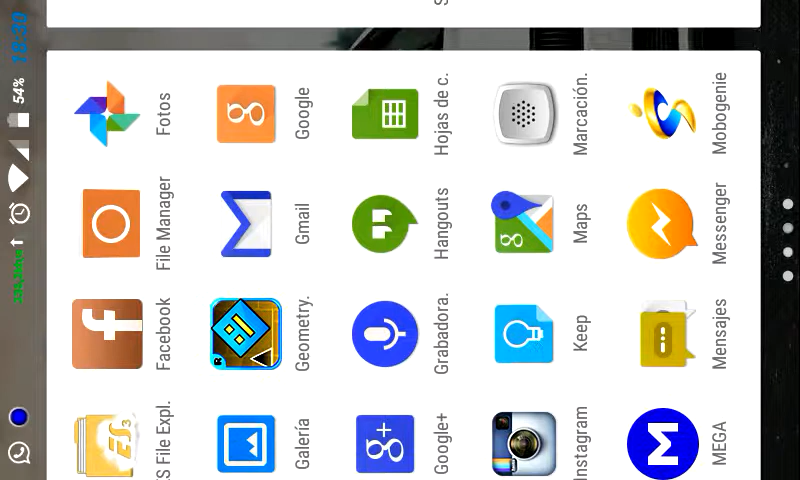 54% 18:30
S File Expl. Facebook File Manager Fotos
Galería Geometry. Gmail Google
Google+ Grabadora. Hangouts Hojas de c.
Instagram Keep Maps Marcación.
MEGA Mensajes Messenger Mobogenie